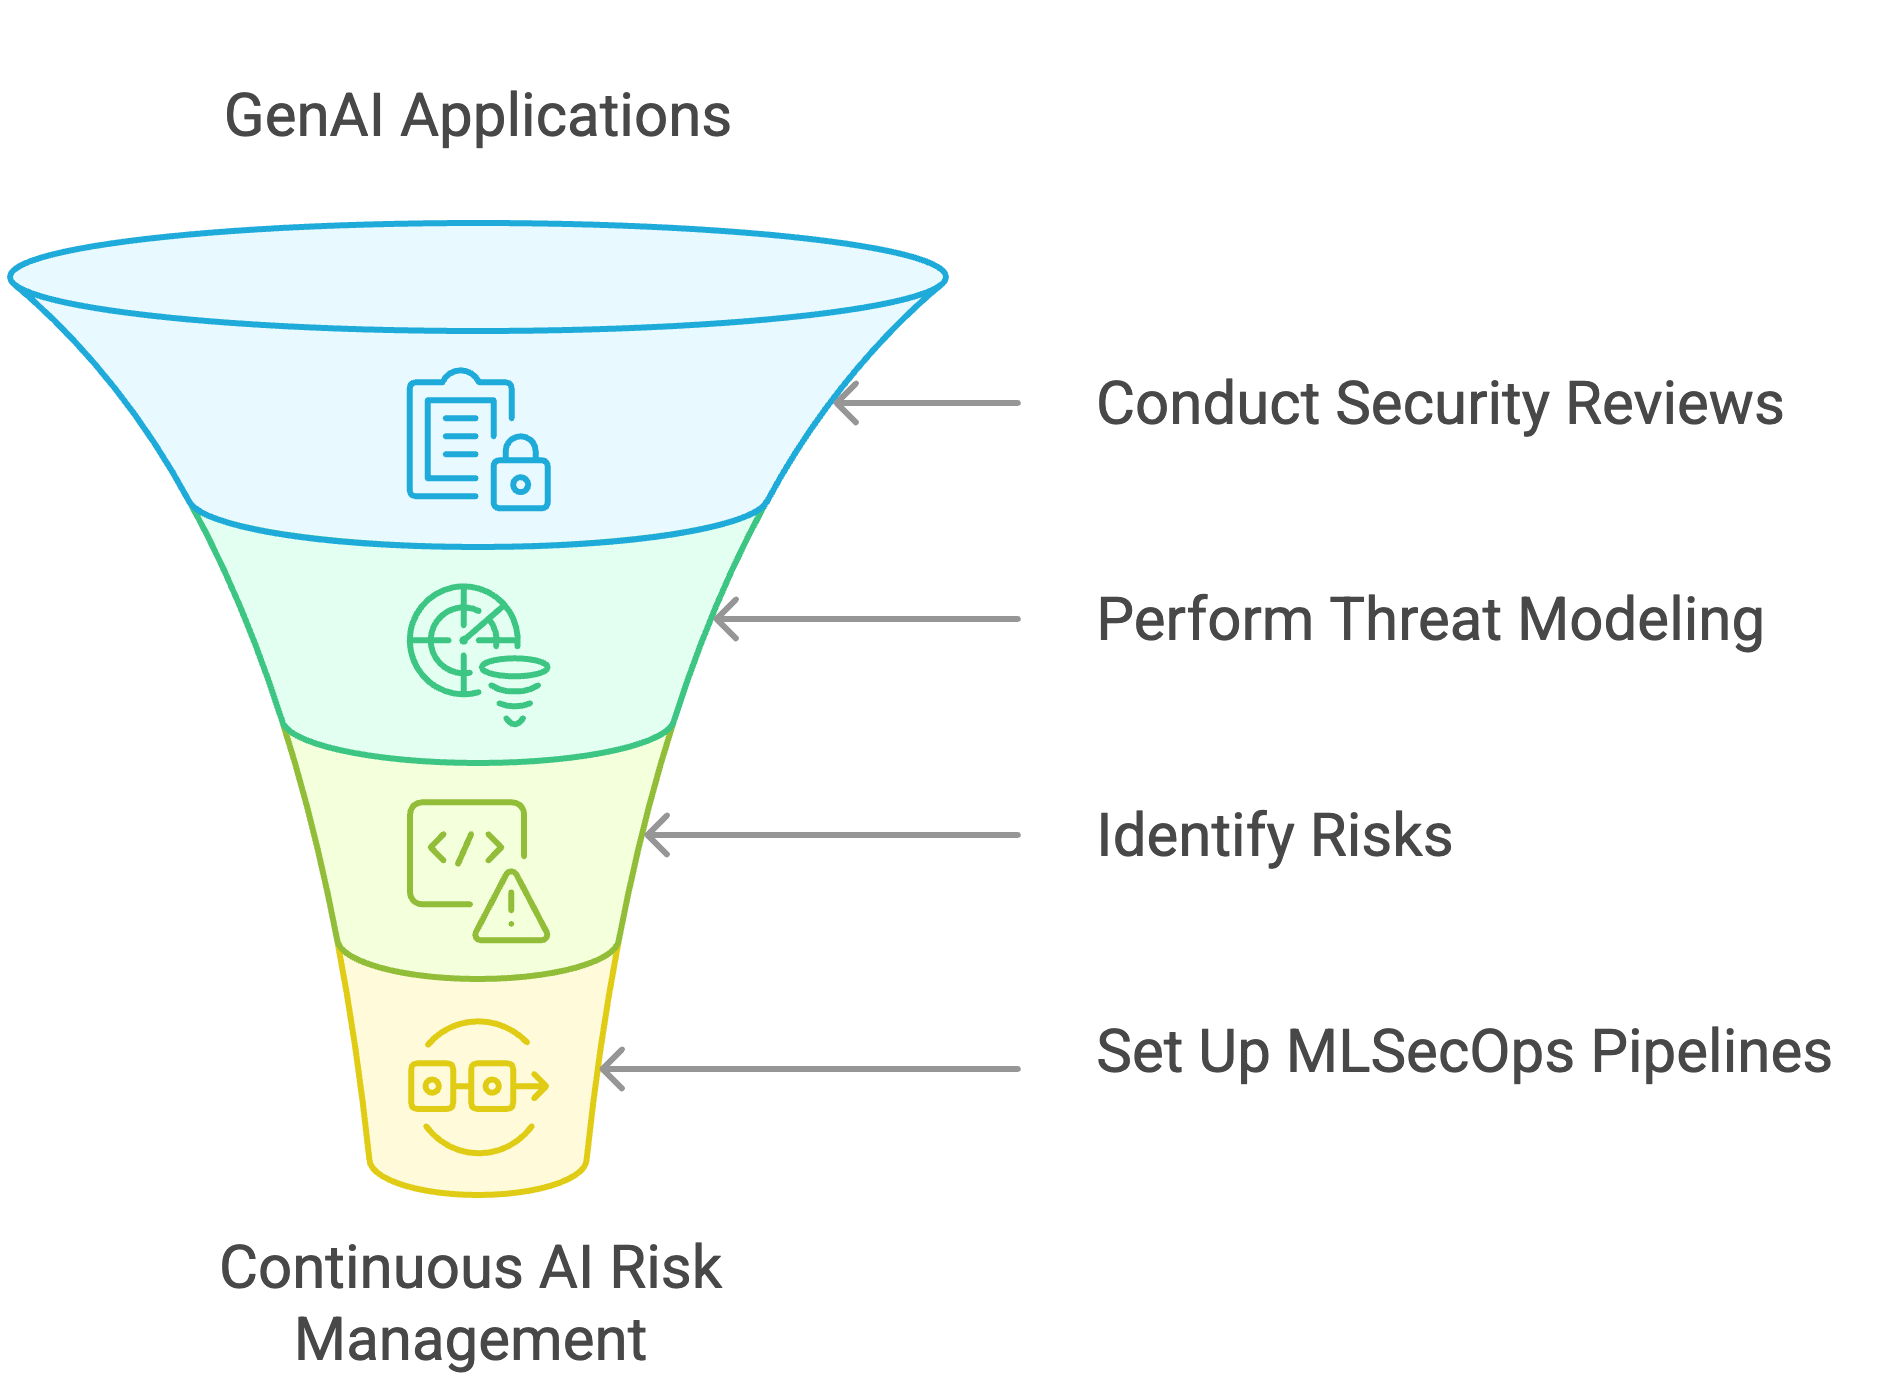 GenAI Applications
Conduct Security Reviews
Perform Threat Modeling
Identify Risks
Set Up MLSecOps Pipelines
Continuous AI Risk
Management